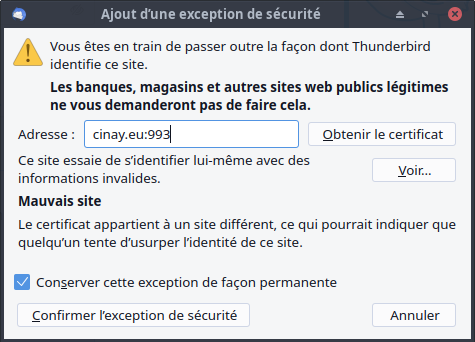 Ajout d’une exception de sécurité
Vous êtes en train de passer outre la façon dont Thunderbird
identifie ce site.
Les banques, magasins et autres sites web publics légitimes
ne vous demanderont pas de faire cela.
Adresse : cinay.eu:993 Obtenir le certificat
Ce site essaie de s’identifier lui-même avec des
informations invalides.
Voir...
Mauvais site
Le certificat appartient à un site différent, ce qui pourrait indiquer que
quelqu’un tente d’usurper l’identité de ce site.
Conserver cette exception de façon permanente
Confirmer l’exception de sécurité Annuler